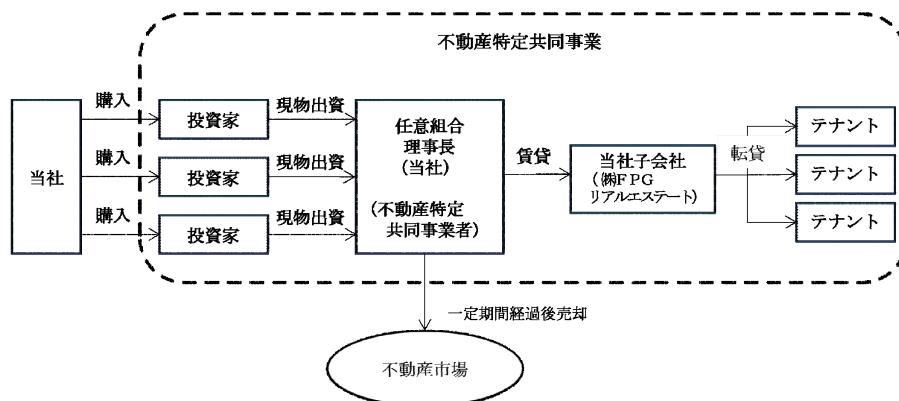 不動産特定共同事業
当社
購入
購入
購入
投資家
投資家
投資家
現物出資
現物出資
現物出資
任意組合
理事長
(当社)
(不動産特定
共同事業者)
賃貸
当社子会社
(㈱FPG
リアルエステート)
転貸
テナント
テナント
テナント
一定期間経過後売却
不動産市場